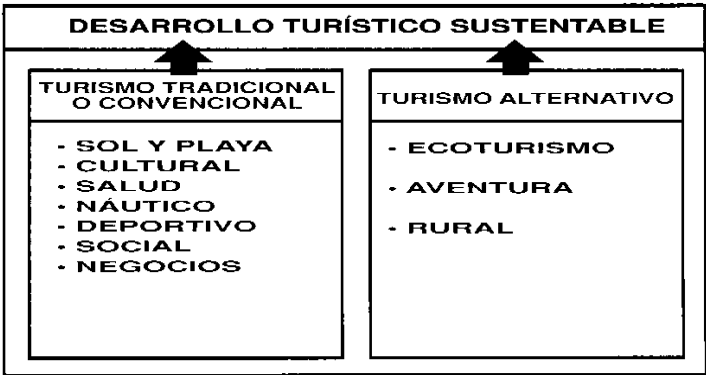 DESARROLLO TURÍSTICO SUSTENTABLE
TURISMO TRADICIONAL
O CONVENCIONAL
- SOL Y PLAYA
- CULTURAL
- SALUD
- NÁUTICO
- DEPORTIVO
- SOCIAL
- NEGOCIOS
TURISMO ALTERNATIVO
- ECOTURISMO
- AVENTURA
- RURAL